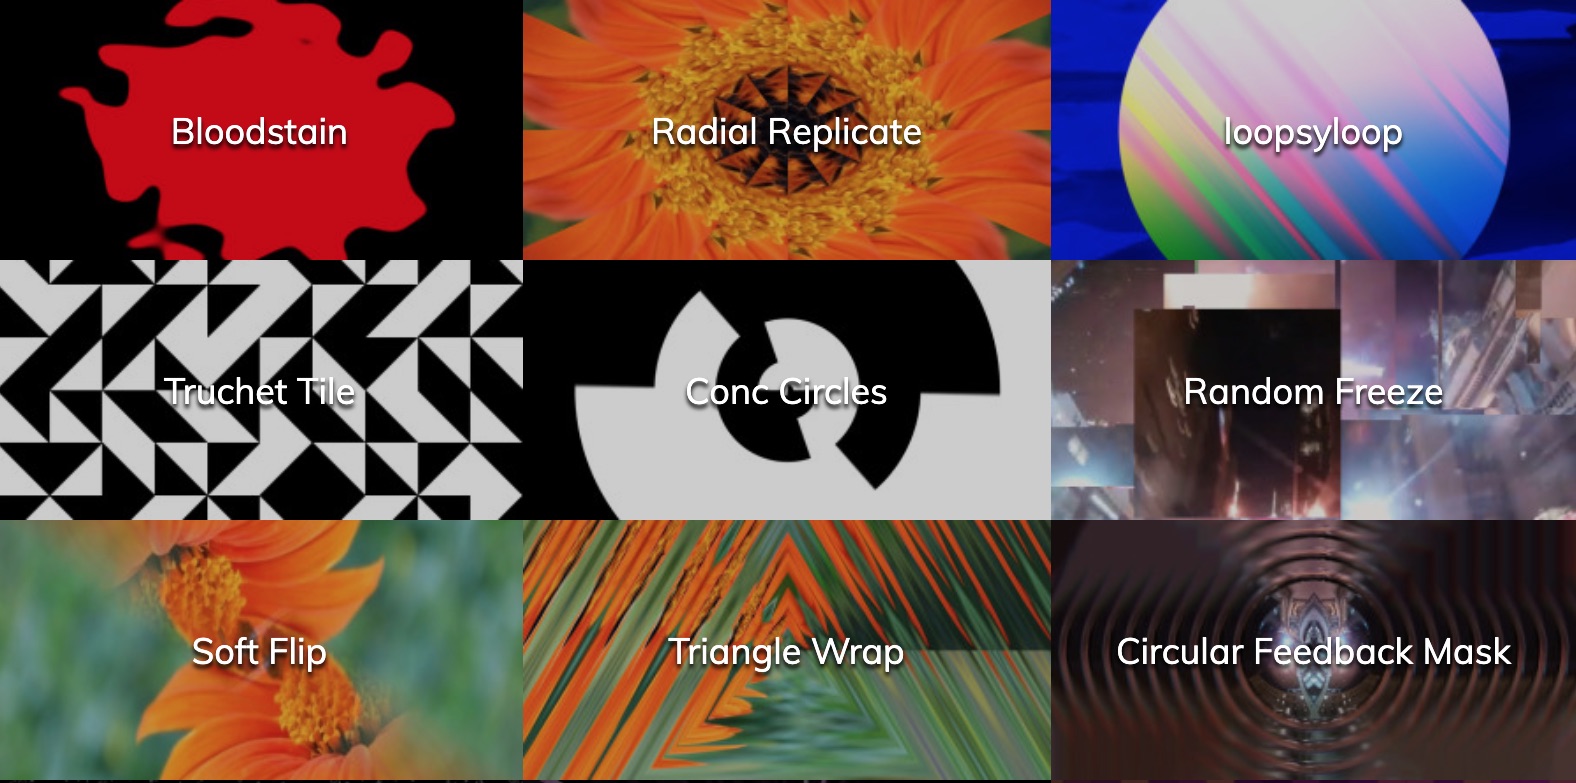 Bloodstain
Radial Replicate
loopsyloop
Truchet Tile
Conc Circles
Random Freeze
Soft Flip
Triangle Wrap
Circular Feedback Mask